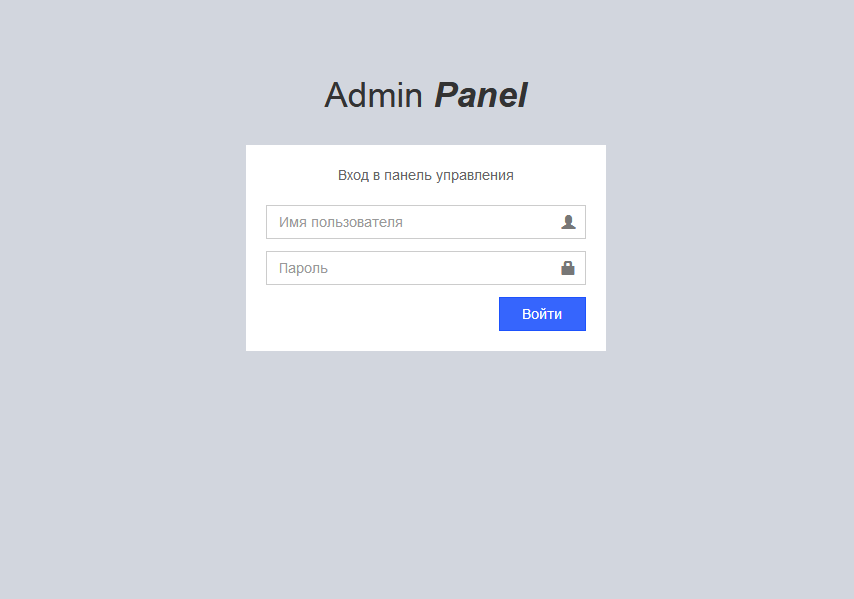 Admin Panel
Вход в панель управления
Имя пользователя
Пароль
Войти